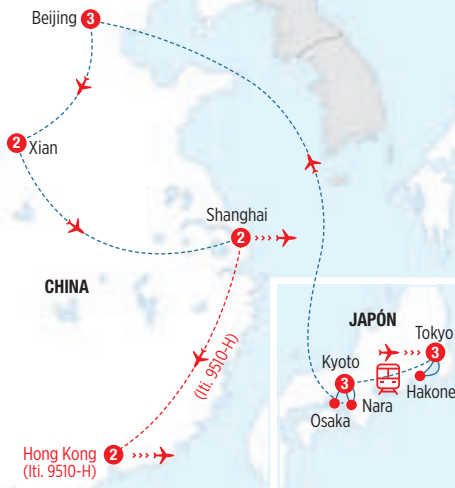 Beijing 3
2 Xian
Shanghai
2
CHINA
(Iti. 9510-H)
Hong Kong 2
(Iti. 9510-H)
JAPÓN
Tokyo
3
Kyoto
3
Hakone
Nara
Osaka